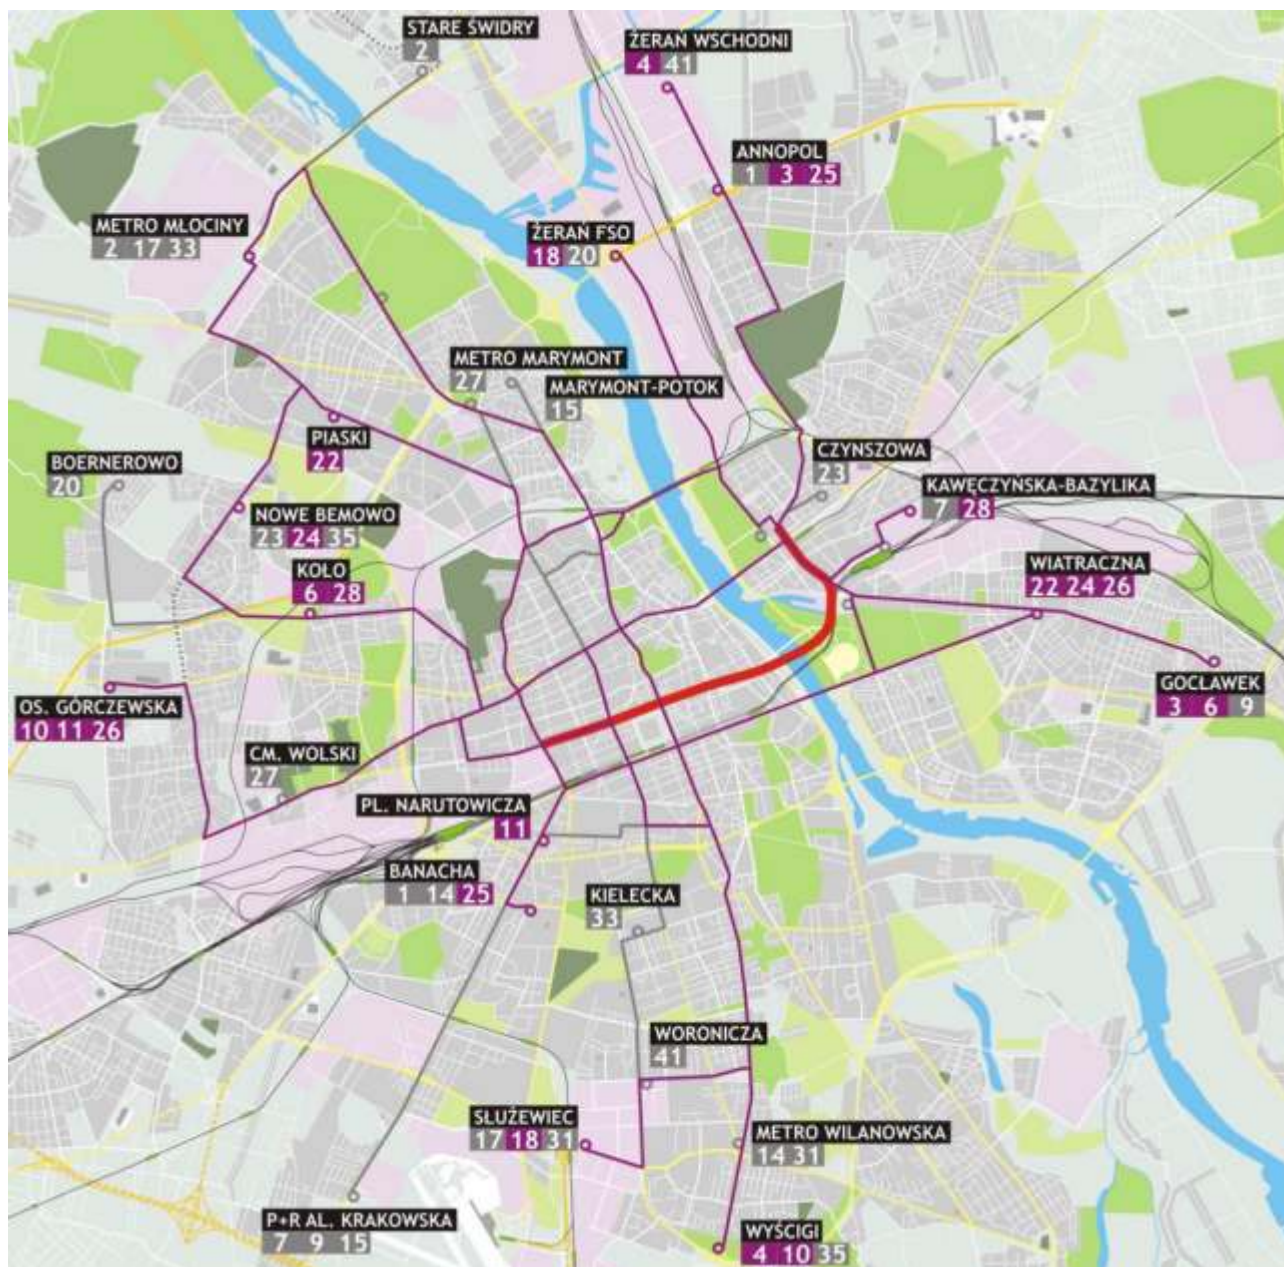 STARE ŚWIDRY
2
ŻERAŃ WSCHODNI
4 41
ANNOPOL
1 3 25
METRO MŁOCINY
2 17 33
ŻERAŃ FSO
18 20
METRO MARYMONT
27
MARYMONT-POTOK
15
PIASKI
22
BOERNEROWO
20
CZYNSZOWA
23
KAWĘCZYŃSKA-BAZYLIKA
7 28
NOWE BEMOWO
23 24 35
KOŁO
6 28
WIATRACZNA
22 24 26
GOCŁAWEK
3 6 9
OS. GÓRCZEWSKA
10 11 26
CM. WOLSKI
27
PL. NARUTOWICZA
11
BANACHA
1 14 25
KIELECKA
33
WORONICZA
41
SŁUŻEWIEC
17 18 31
METRO WILANOWSKA
14 31
P+R AL. KRAKOWSKA
7 9 15
WYŚCIGI
4 10 35